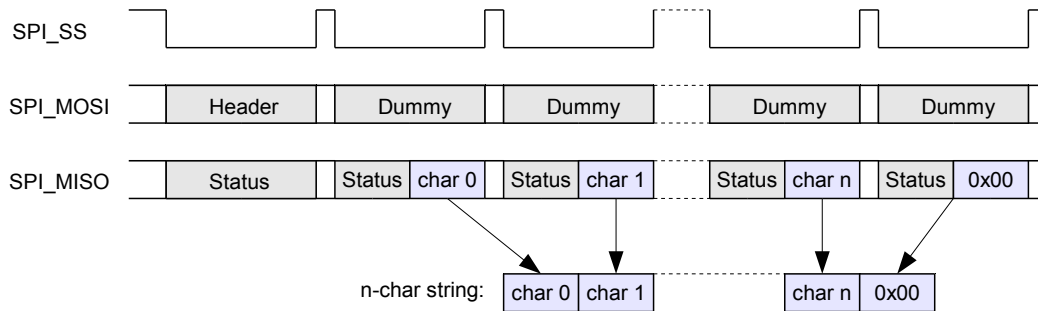 SPI_SS
SPI_MOSI Header Dummy Dummy Dummy Dummy
SPI_MISO Status Status char 0 Status char 1 Status char n Status 0x00
n-char string: char 0 char 1 char n 0x00